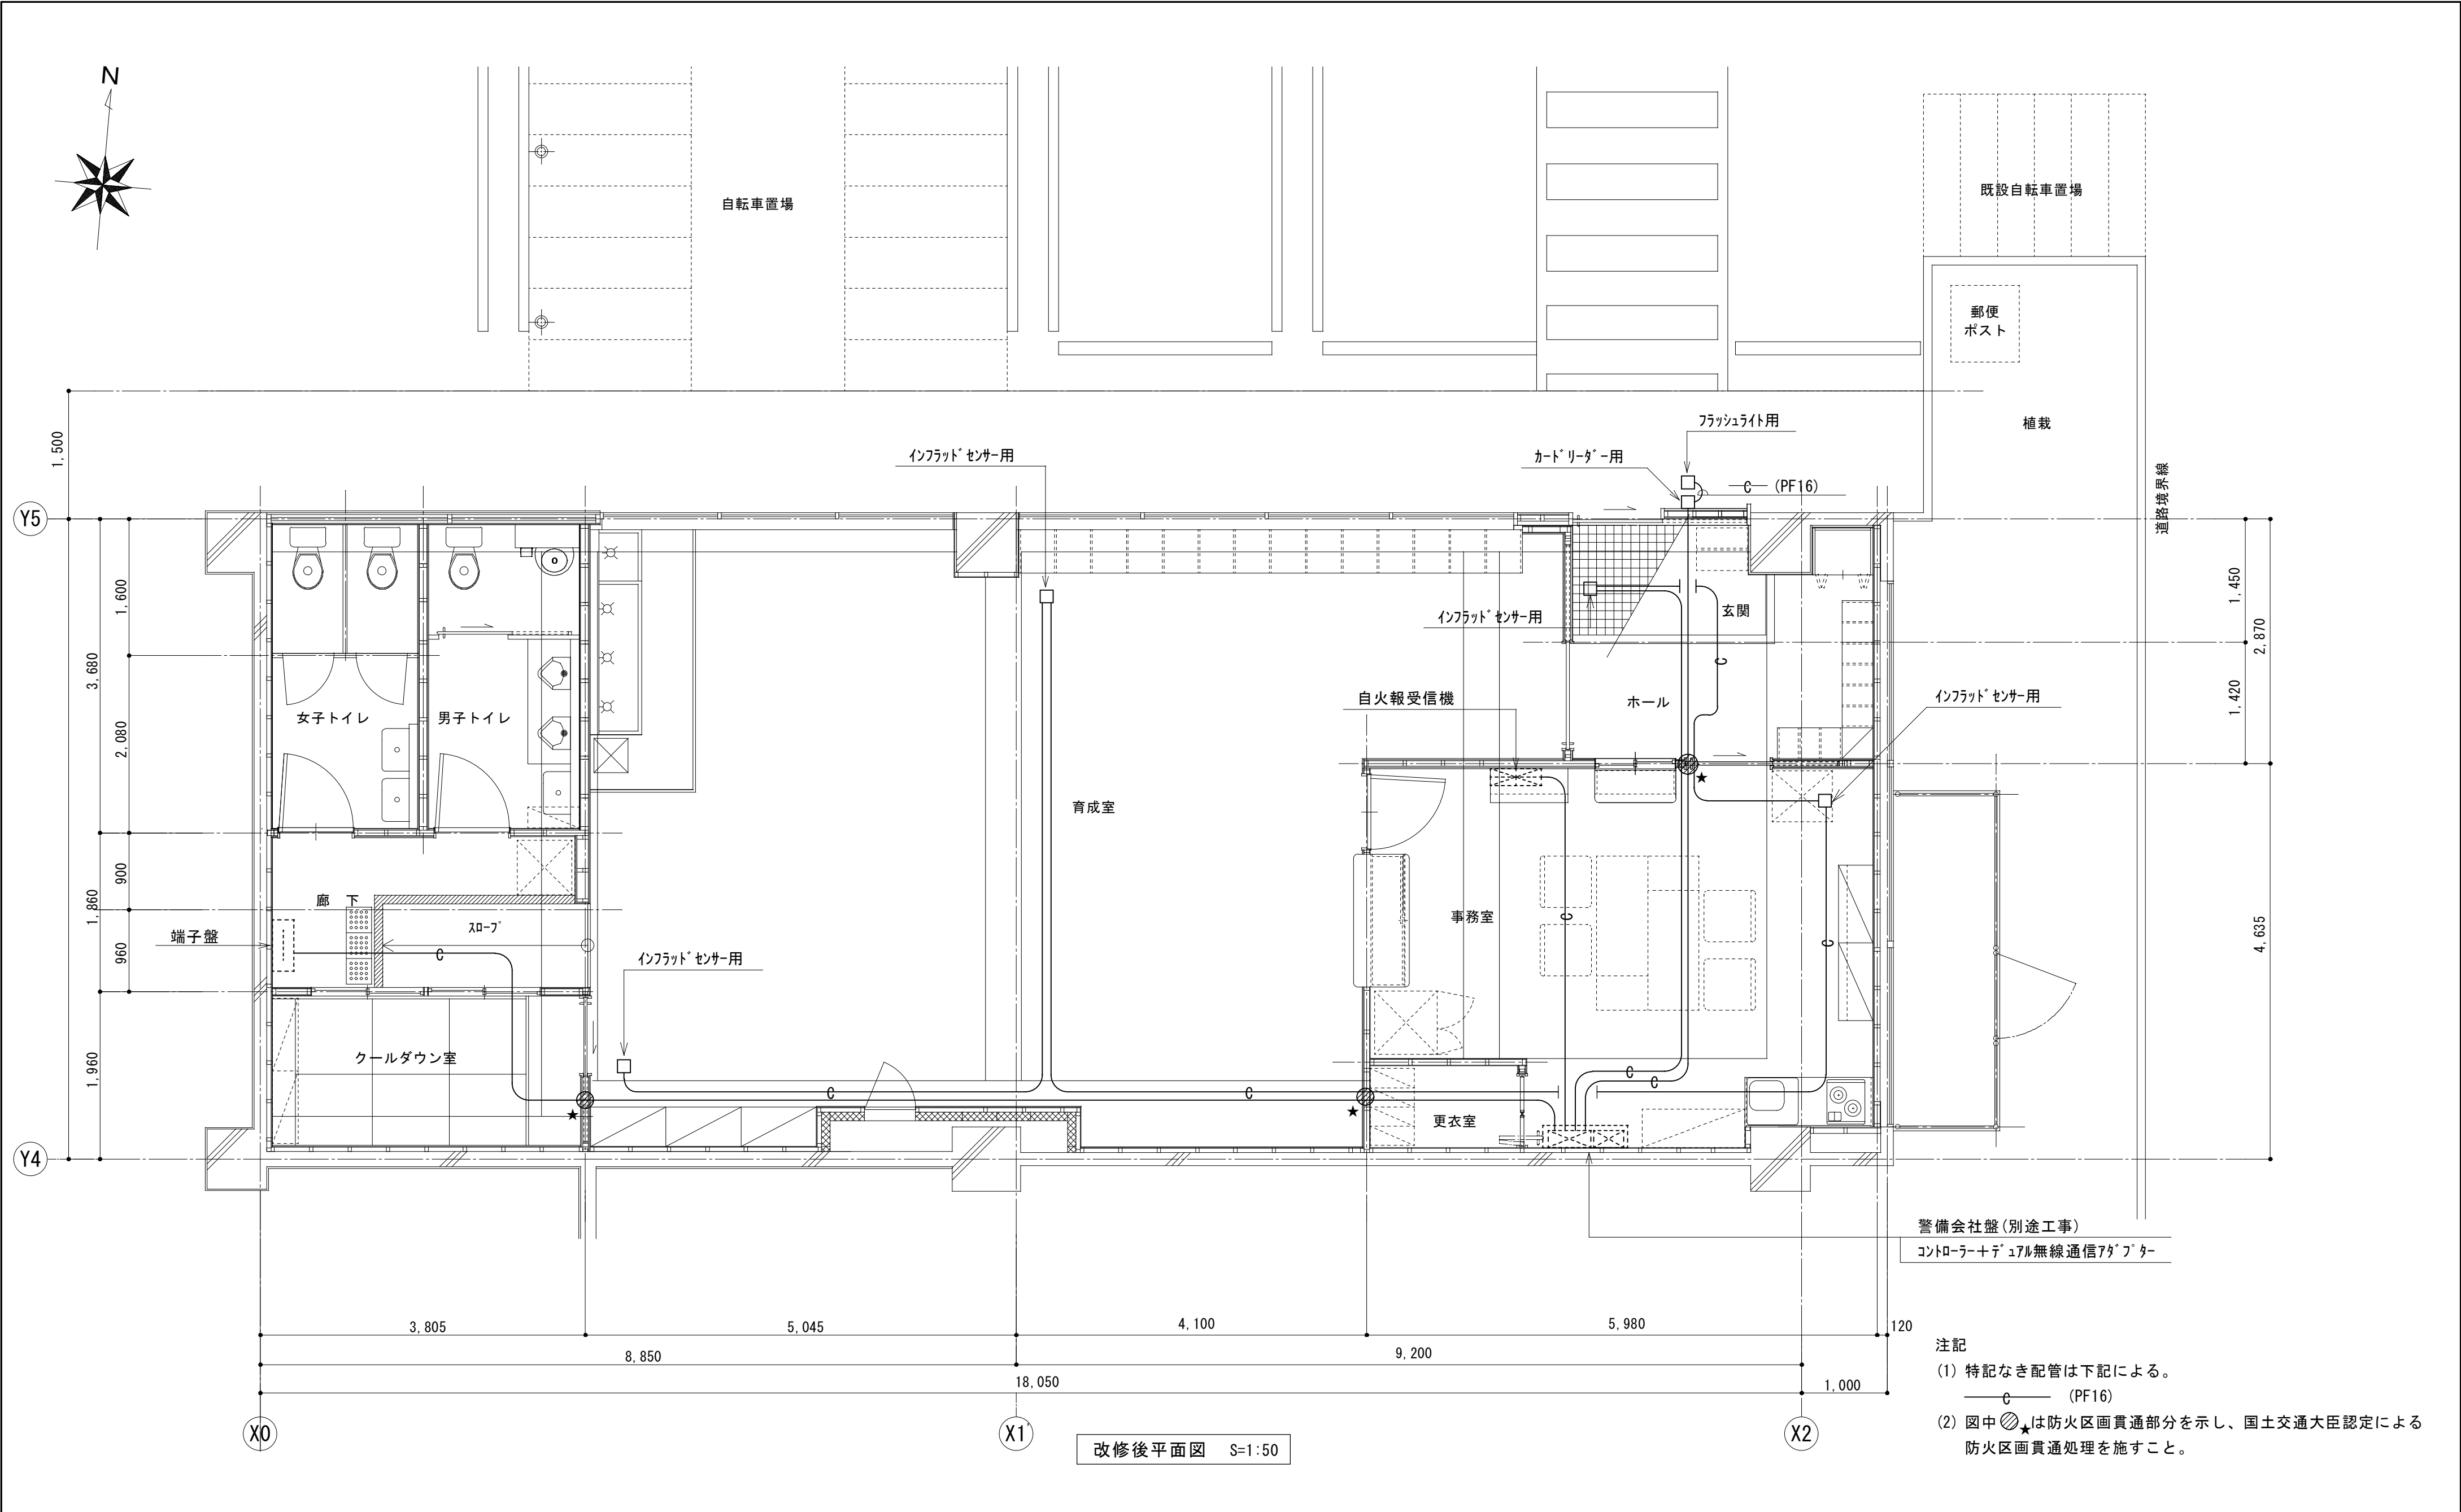 N
自転車置場
既設自転車置場
郵便
ポスト
植栽
道路境界線
フラッシュライト用
インフラッドセンサー用
カードリーダー用
C (PF16)
1,500
Y5
1,600
3,680
2,080
900
1,860
960
1,960
Y4
1,450
2,870
1,420
4,635
インフラッドセンサー用
玄関
C
女子トイレ
男子トイレ
自火報受信機
ホール
インフラッドセンサー用
★
育成室
事務室
C
C
廊 下
スロープ
端子盤
C
インフラッドセンサー用
クールダウン室
C
C
C
C
★
★
更衣室
警備会社盤(別途工事)
コントローラー+デュアル無線通信アダプター
3,805
5,045
4,100
5,980
120
8,850
9,200
18,050
1,000
X0
X1'
X2
改修後平面図 S=1:50
注記
(1) 特記なき配管は下記による。
C (PF16)
(2) 図中 ★は防火区画貫通部分を示し、国土交通大臣認定による
防火区画貫通処理を施すこと。